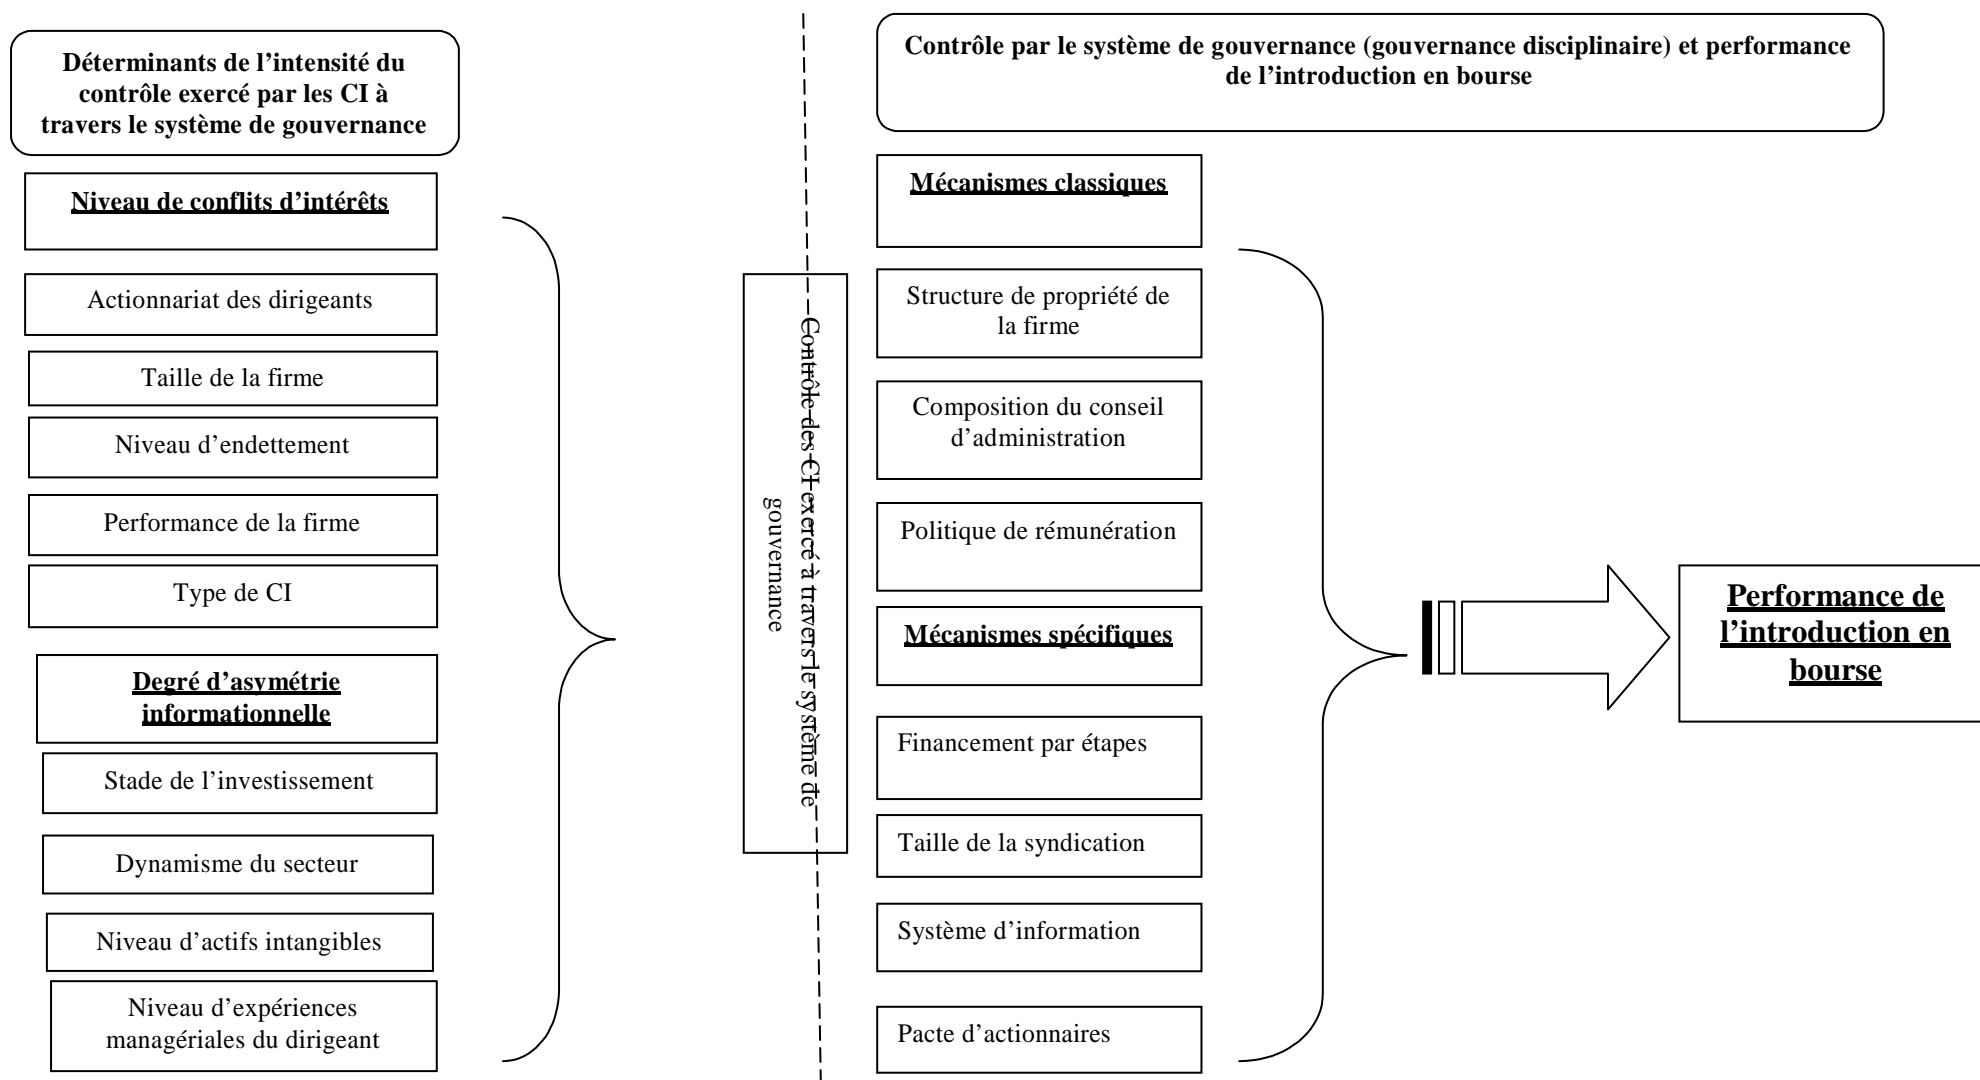 Déterminants de l’intensité du
contrôle exercé par les CI à
travers le système de gouvernance
Niveau de conflits d’intérêts
Actionnariat des dirigeants
Taille de la firme
Niveau d’endettement
Performance de la firme
Type de CI
Degré d’asymétrie
informationnelle
Stade de l’investissement
Dynamisme du secteur
Niveau d’actifs intangibles
Niveau d’expériences
managériales du dirigeant
Contrôle des CI exercé à travers le système de
gouvernance
Contrôle par le système de gouvernance (gouvernance disciplinaire) et performance
de l’introduction en bourse
Mécanismes classiques
Structure de propriété de
la firme
Composition du conseil
d’administration
Politique de rémunération
Mécanismes spécifiques
Financement par étapes
Taille de la syndication
Système d’information
Pacte d’actionnaires
Performance de
l’introduction en
bourse